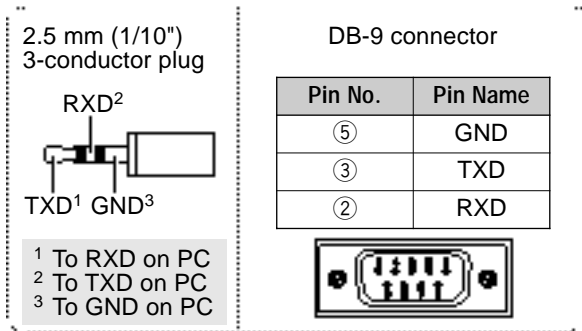 2.5 mm (1/10")
3-conductor plug
RXD²
TXD¹ GND³
¹ To RXD on PC
² To TXD on PC
³ To GND on PC
DB-9 connector
Pin No. Pin Name
⑤ GND
③ TXD
② RXD